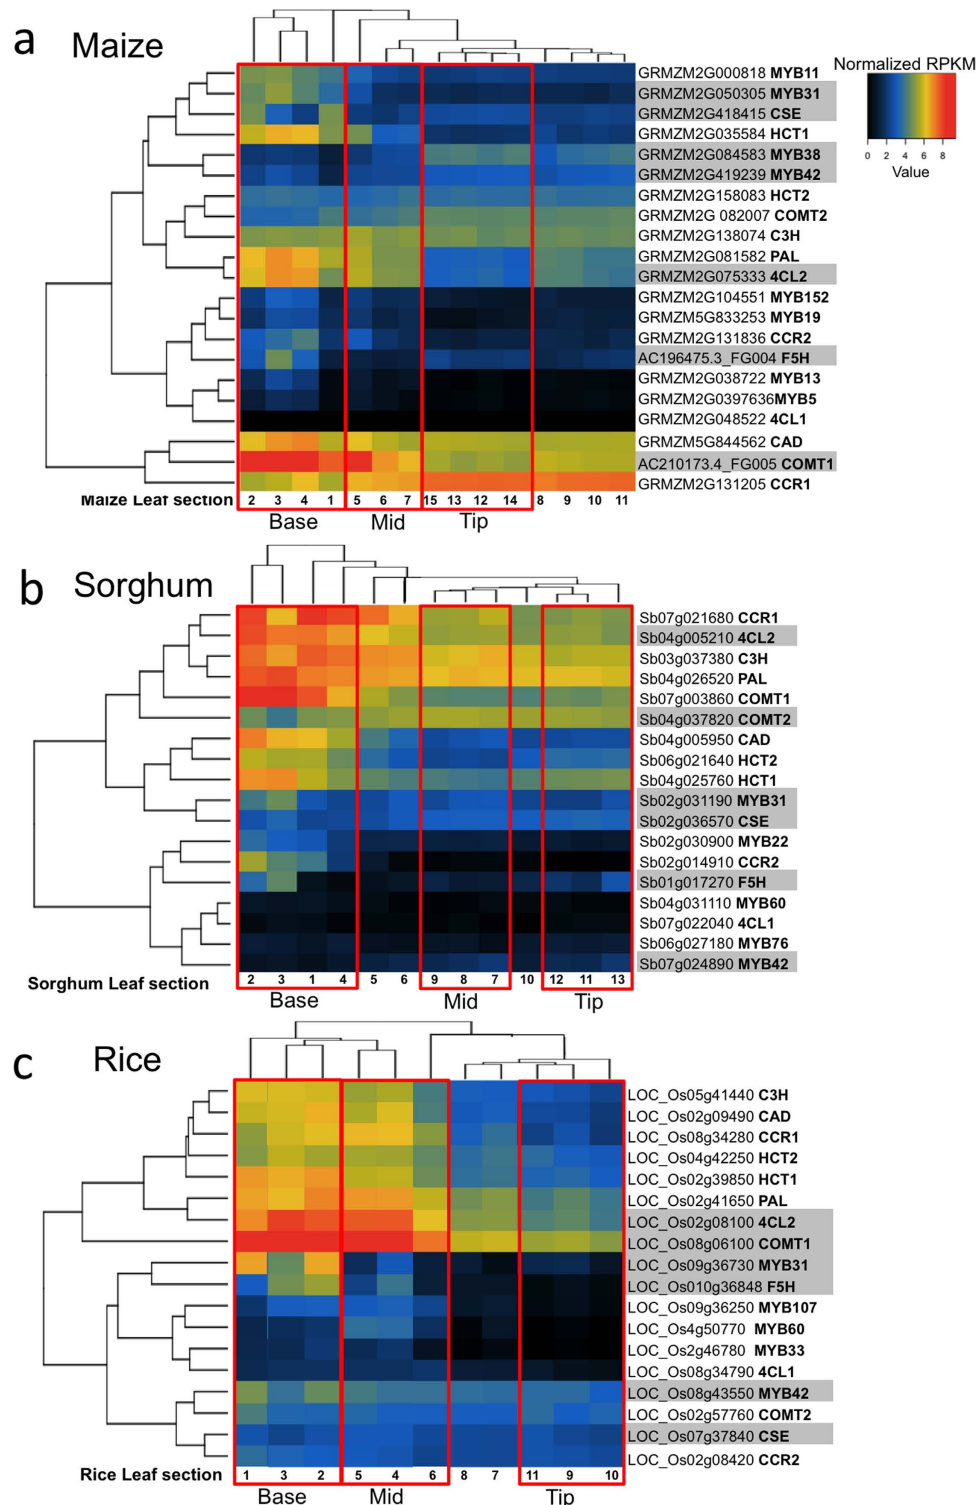 a Maize
Normalized RPKM
0 2 4 6 8
Value
GRMZM2G000818 MYB11
GRMZM2G050305 MYB31
GRMZM2G418415 CSE
GRMZM2G035584 HCT1
GRMZM2G084583 MYB38
GRMZM2G419239 MYB42
GRMZM2G158083 HCT2
GRMZM2G 082007 COMT2
GRMZM2G138074 C3H
GRMZM2G081582 PAL
GRMZM2G075333 4CL2
GRMZM2G104551 MYB152
GRMZM5G833253 MYB19
GRMZM2G131836 CCR2
AC196475.3_FG004 F5H
GRMZM2G038722 MYB13
GRMZM2G0397636MYB5
GRMZM2G048522 4CL1
GRMZM5G844562 CAD
AC210173.4_FG005 COMT1
GRMZM2G131205 CCR1
Maize Leaf section 2 3 4 1 5 6 7 15 13 12 14 8 9 10 11
Base Mid Tip
b Sorghum
Sb07g021680 CCR1
Sb04g005210 4CL2
Sb03g037380 C3H
Sb04g026520 PAL
Sb07g003860 COMT1
Sb04g037820 COMT2
Sb04g005950 CAD
Sb06g021640 HCT2
Sb04g025760 HCT1
Sb02g031190 MYB31
Sb02g036570 CSE
Sb02g030900 MYB22
Sb02g014910 CCR2
Sb01g017270 F5H
Sb04g031110 MYB60
Sb07g022040 4CL1
Sb06g027180 MYB76
Sb07g024890 MYB42
Sorghum Leaf section 2 3 1 4 5 6 9 8 7 10 12 11 13
Base Mid Tip
c Rice
LOC_Os05g41440 C3H
LOC_Os02g09490 CAD
LOC_Os08g34280 CCR1
LOC_Os04g42250 HCT2
LOC_Os02g39850 HCT1
LOC_Os02g41650 PAL
LOC_Os02g08100 4CL2
LOC_Os08g06100 COMT1
LOC_Os09g36730 MYB31
LOC_Os010g36848 F5H
LOC_Os09g36250 MYB107
LOC_Os4g50770 MYB60
LOC_Os2g46780 MYB33
LOC_Os08g34790 4CL1
LOC_Os08g43550 MYB42
LOC_Os02g57760 COMT2
LOC_Os07g37840 CSE
LOC_Os02g08420 CCR2
Rice Leaf section 1 3 2 5 4 6 8 7 11 9 10
Base Mid Tip